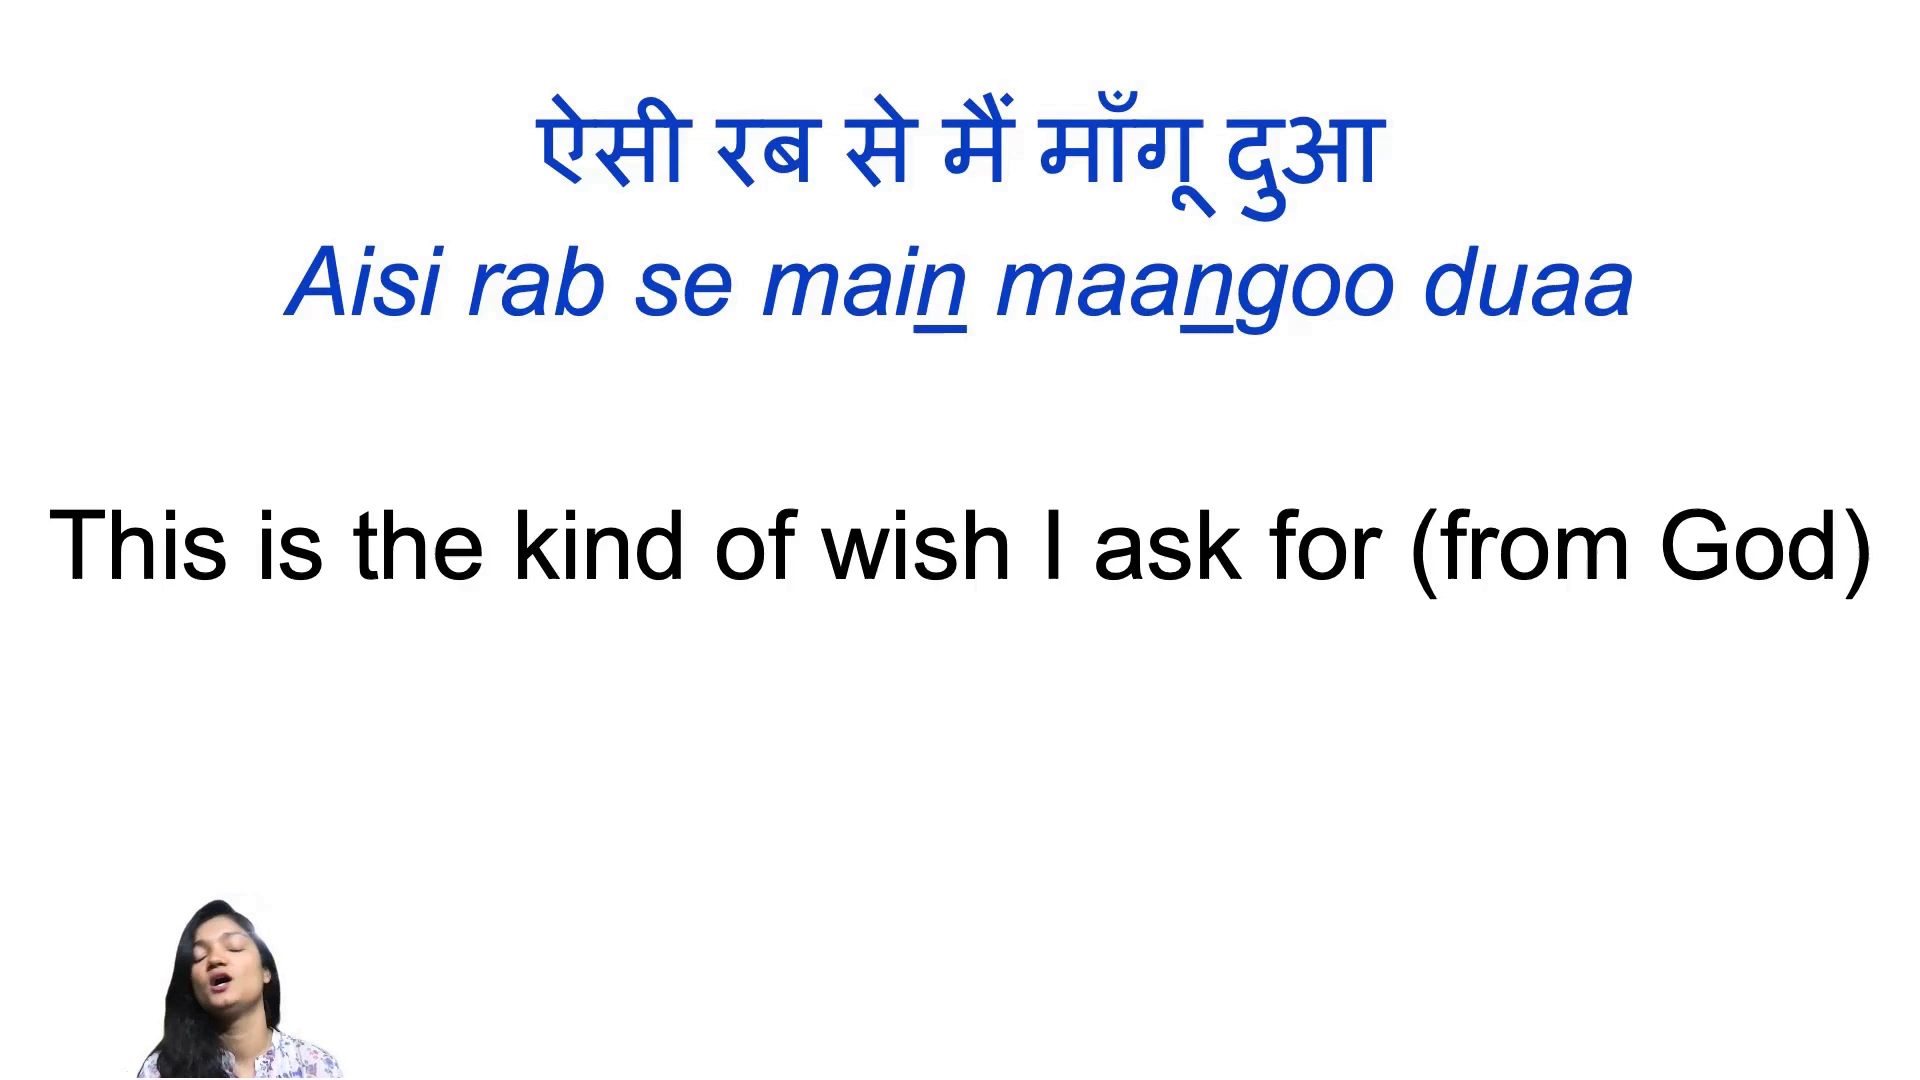 ऐसी रब से मैं माँगू दुआ
Aisi rab se main maangoo duaa
This is the kind of wish I ask for (from God)